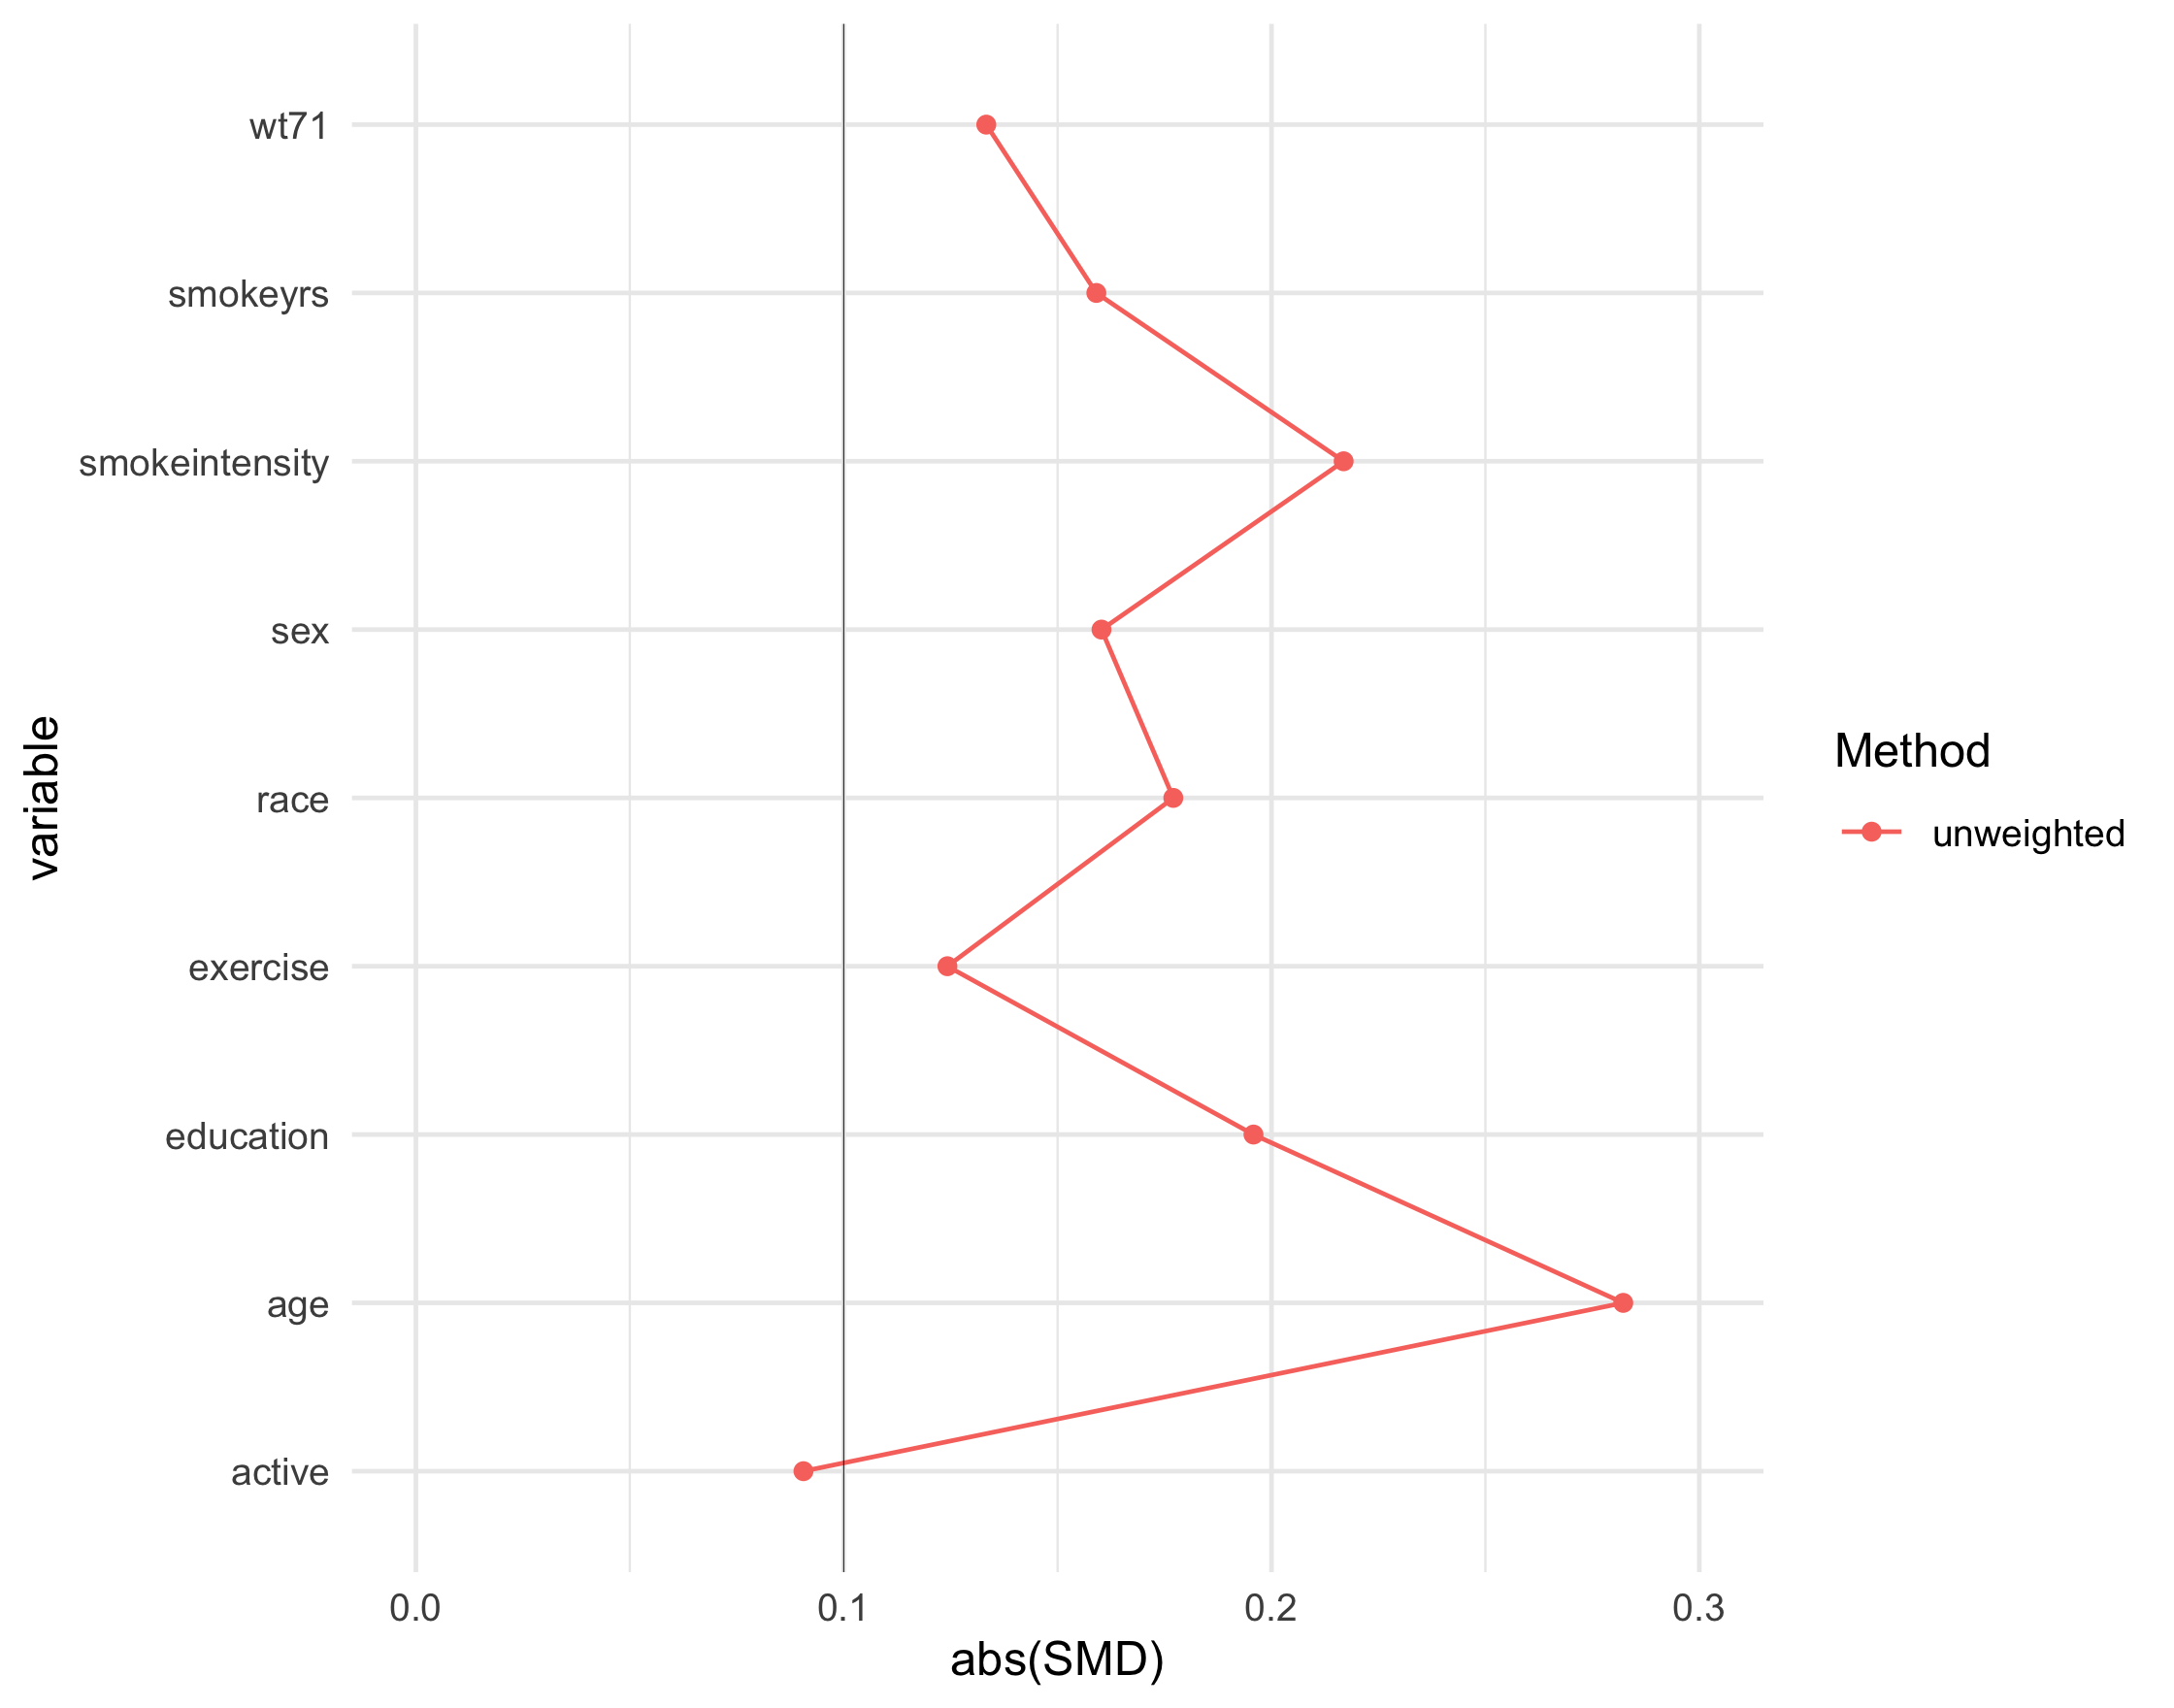 variable
wt71
smokeyrs
smokeintensity
sex
race
exercise
education
age
active
0.0 0.1 0.2 0.3
abs(SMD)
Method
unweighted